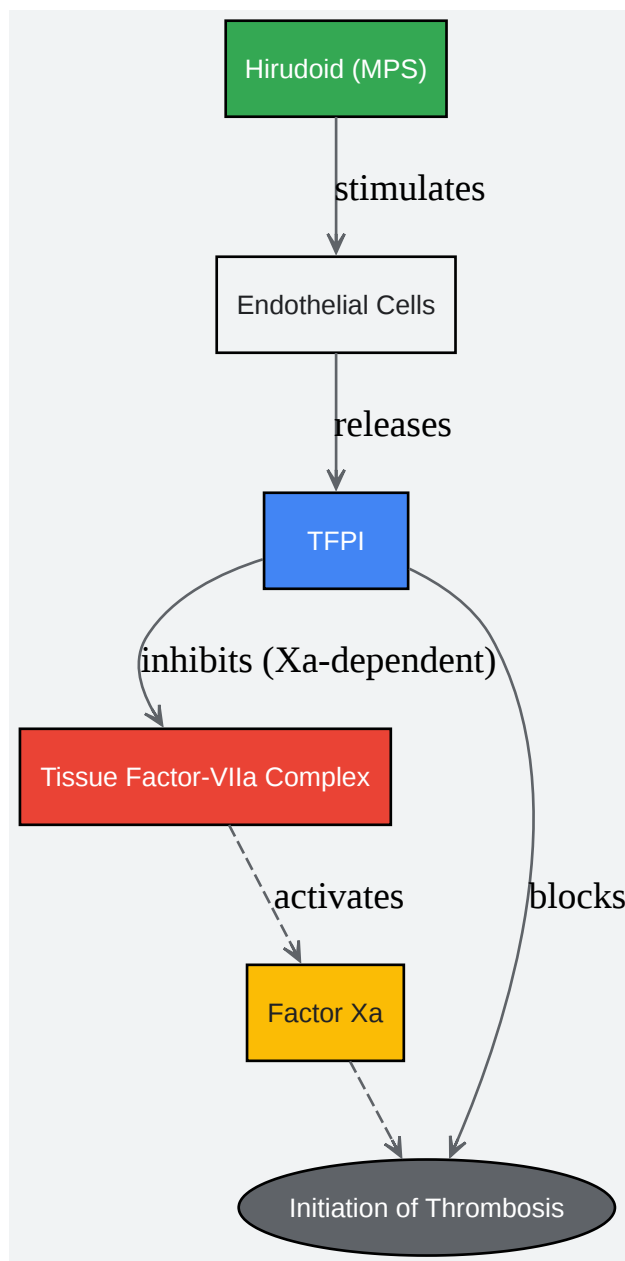 Hirudoid (MPS)
stimulates
Endothelial Cells
releases
TFPI
inhibits (Xa-dependent)
Tissue Factor-VIIa Complex
activates
blocks
Factor Xa
Initiation of Thrombosis